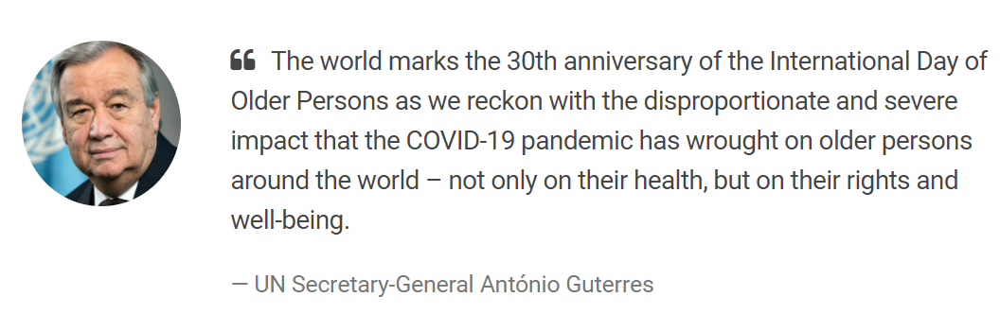 ❝ The world marks the 30th anniversary of the International Day of
Older Persons as we reckon with the disproportionate and severe
impact that the COVID-19 pandemic has wrought on older persons
around the world – not only on their health, but on their rights and
well-being.
— UN Secretary-General António Guterres